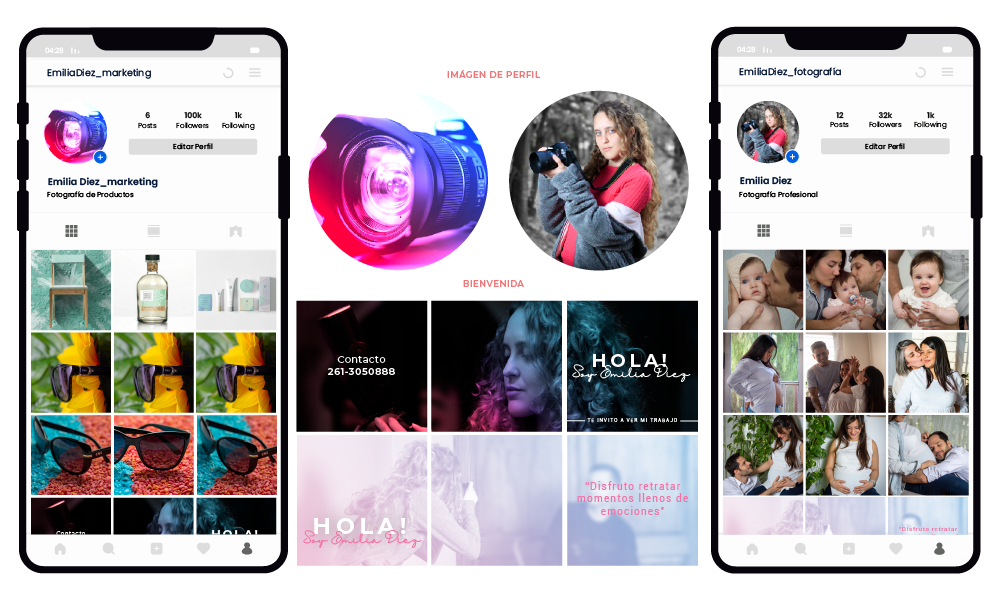 04:28
EmiliaDiez_marketing
6
100k
1k
Posts
Followers
Following
Editar Perfil
Emilia Diez_marketing
Fotografía de Productos
Contacto
HOLA!
IMÁGEN DE PERFIL
BIENVENIDA
Contacto
261-3050888
HOLA!
Soy Emilia Diez
TE INVITO A VER MI TRABAJO
HOLA!
Soy Emilia Diez
"Disfruto retratar
momentos llenos de
emociones"
04:28
EmiliaDiez_fotografía
12
32k
1k
Posts
Followers
Following
Editar Perfil
Emilia Diez
Fotografía Profesional
"Disfruto retratar